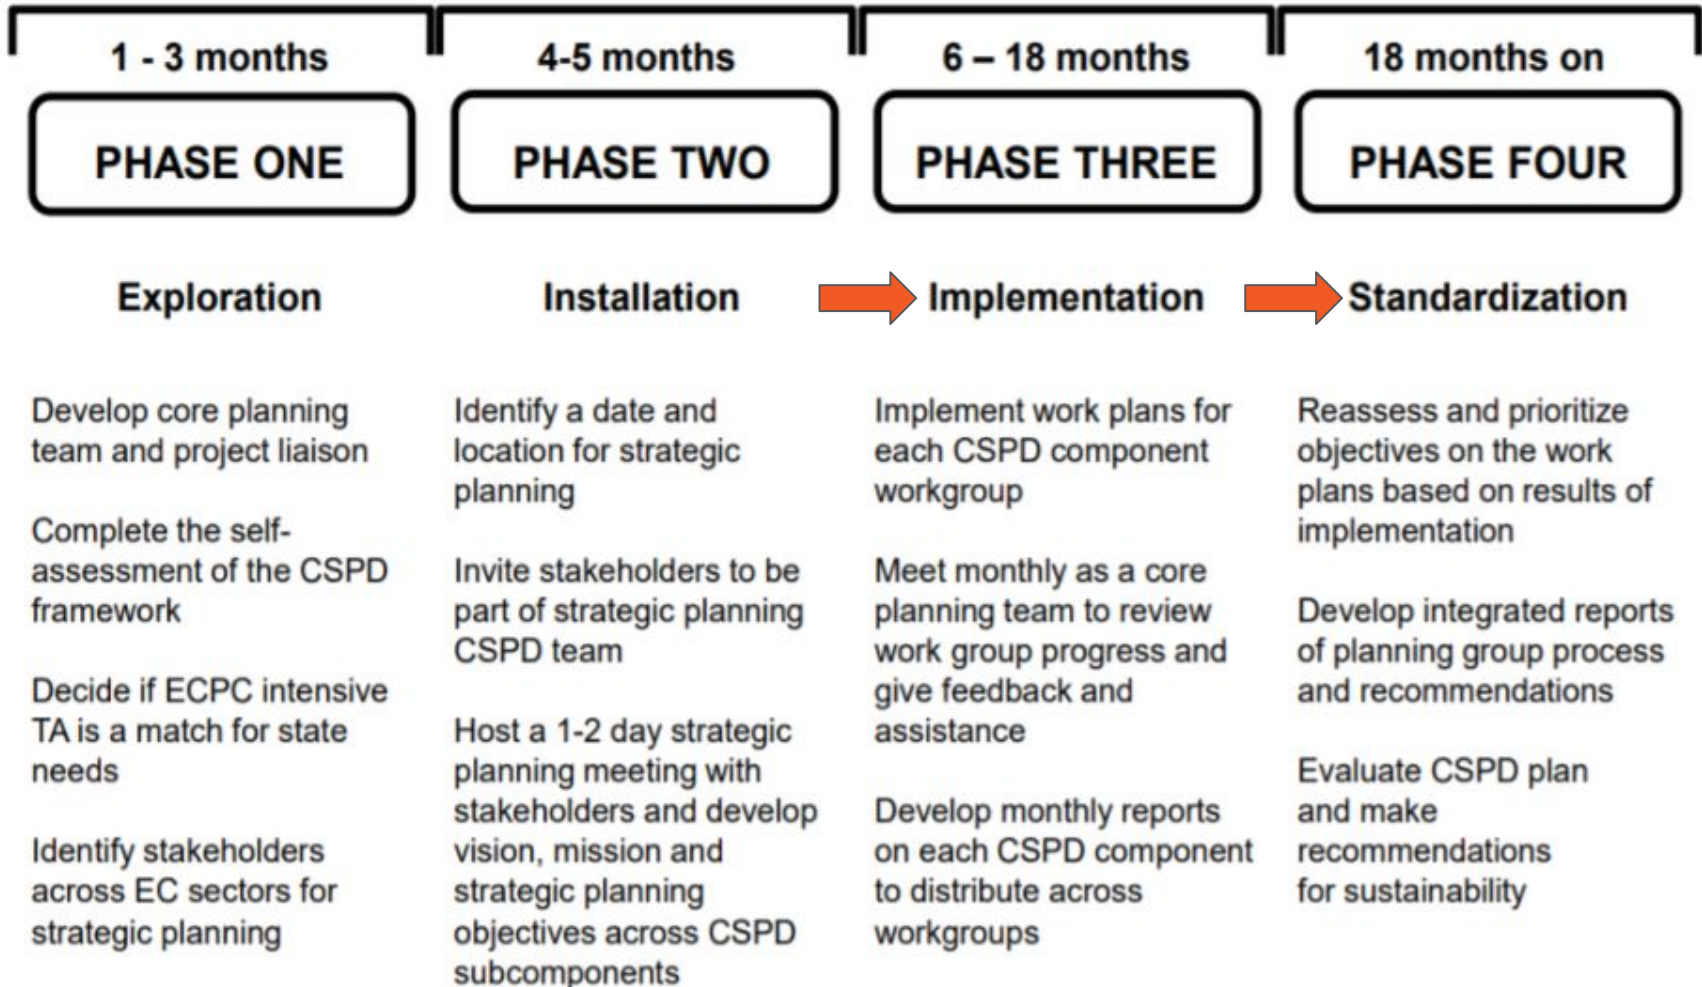 1 - 3 months
PHASE ONE
Exploration
Develop core planning
team and project liaison
Complete the self-
assessment of the CSPD
framework
Decide if ECPC intensive
TA is a match for state
needs
Identify stakeholders
across EC sectors for
strategic planning
4-5 months
PHASE TWO
Installation
Identify a date and
location for strategic
planning
Invite stakeholders to be
part of strategic planning
CSPD team
Host a 1-2 day strategic
planning meeting with
stakeholders and develop
vision, mission and
strategic planning
objectives across CSPD
subcomponents
6 – 18 months
PHASE THREE
Implementation
Implement work plans for
each CSPD component
workgroup
Meet monthly as a core
planning team to review
work group progress and
give feedback and
assistance
Develop monthly reports
on each CSPD component
to distribute across
workgroups
18 months on
PHASE FOUR
Standardization
Reassess and prioritize
objectives on the work
plans based on results of
implementation
Develop integrated reports
of planning group process
and recommendations
Evaluate CSPD plan
and make
recommendations
for sustainability